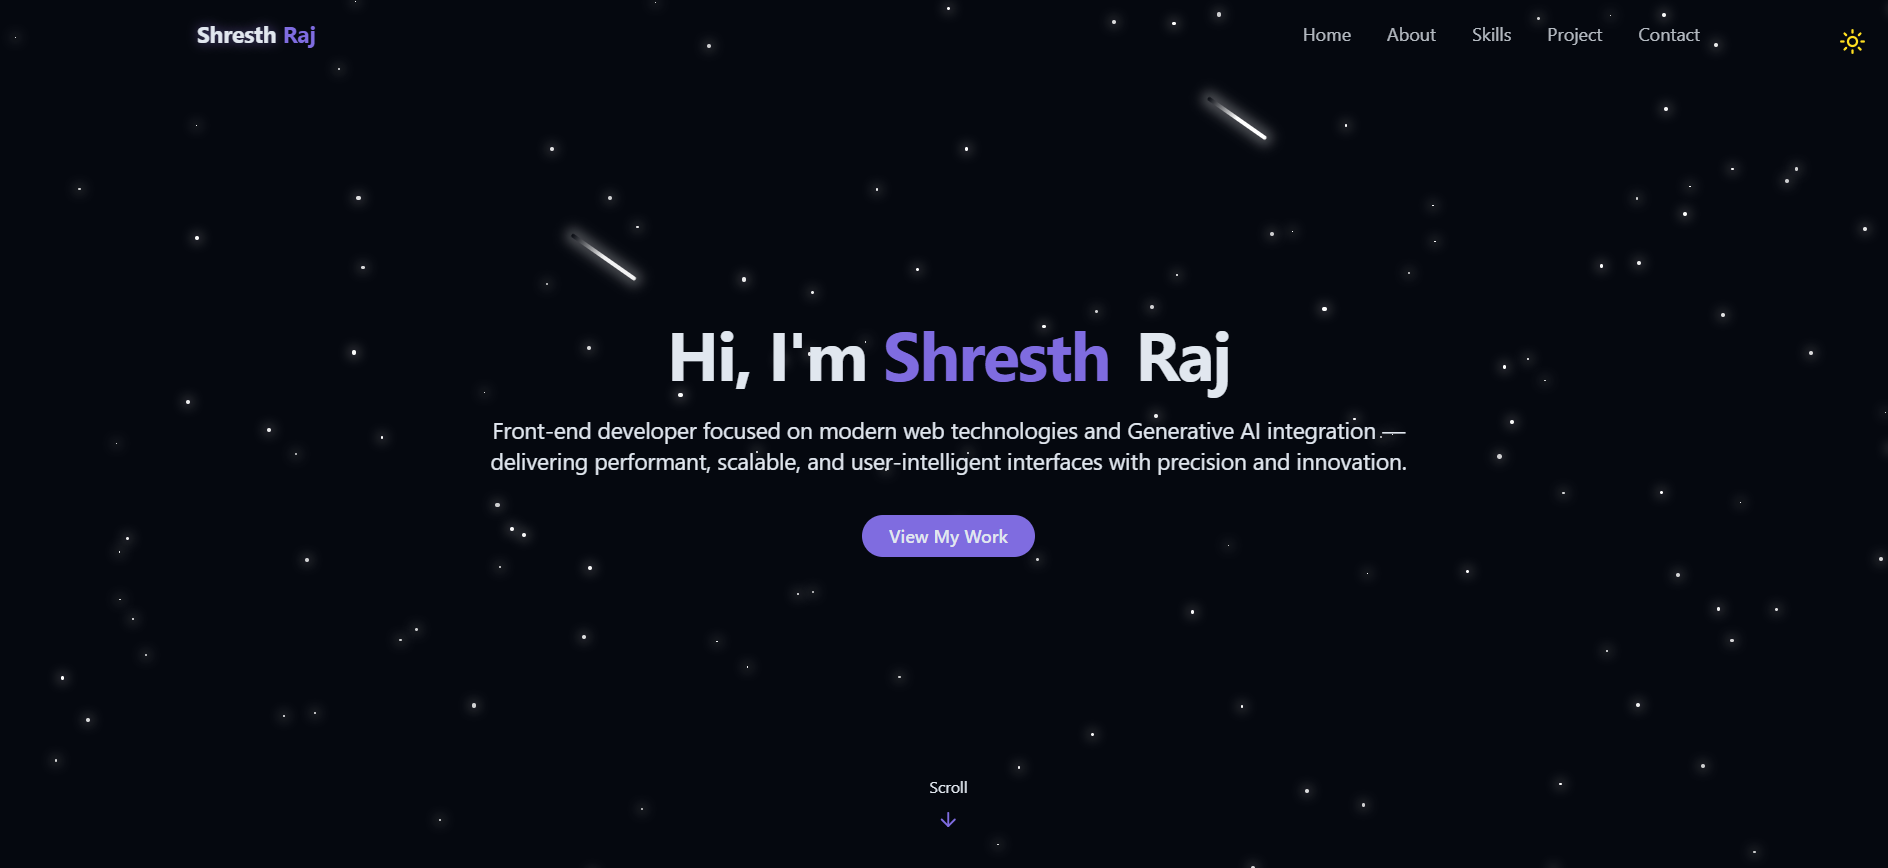 Shresth Raj
Home About Skills Project Contact
Hi, I'm Shresth Raj
Front-end developer focused on modern web technologies and Generative AI integration —
delivering performant, scalable, and user-intelligent interfaces with precision and innovation.
View My Work
Scroll